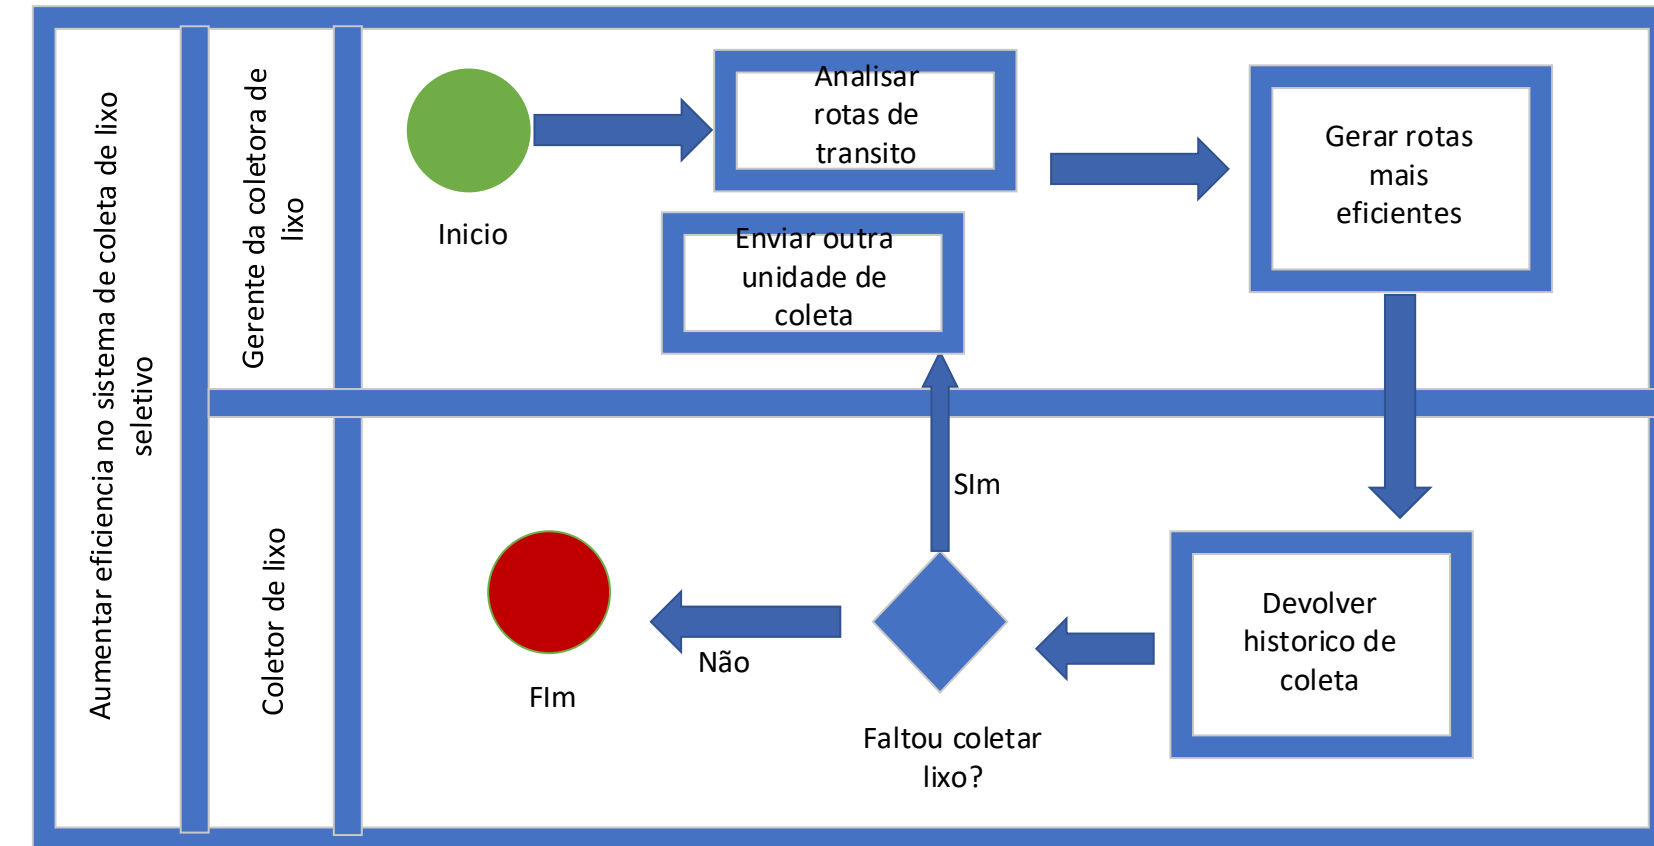 Aumentar eficiencia no sistema de coleta de lixo
seletivo
Gerente da coletora de
lixo
Inicio
Analisar
rotas de
transito
Gerar rotas
mais
eficientes
Enviar outra
unidade de
coleta
Coletor de lixo
SIm
Devolver
historico de
coleta
Faltou coletar
lixo?
Não
FIm